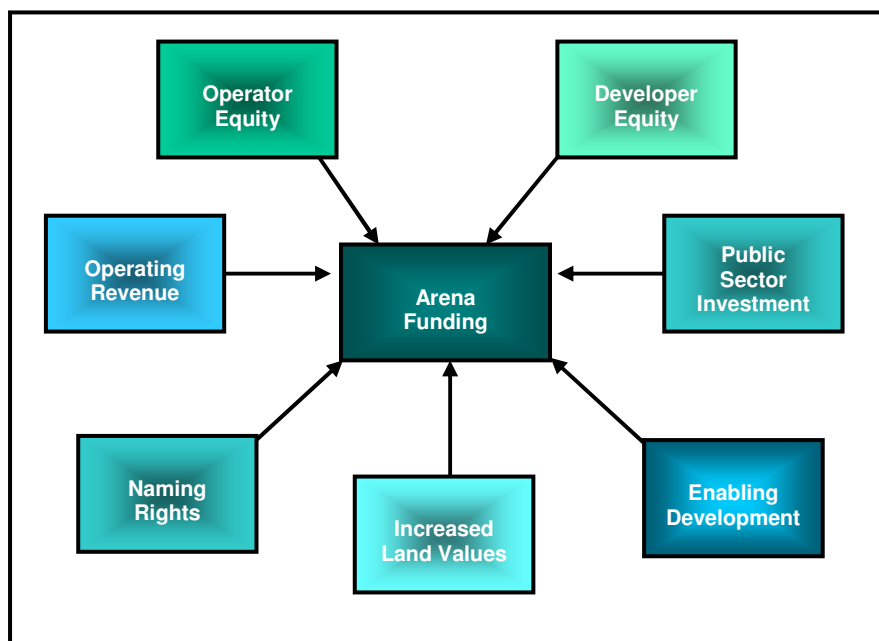 Operator
Equity
Developer
Equity
Operating
Revenue
Arena
Funding
Public
Sector
Investment
Naming
Rights
Increased
Land Values
Enabling
Development